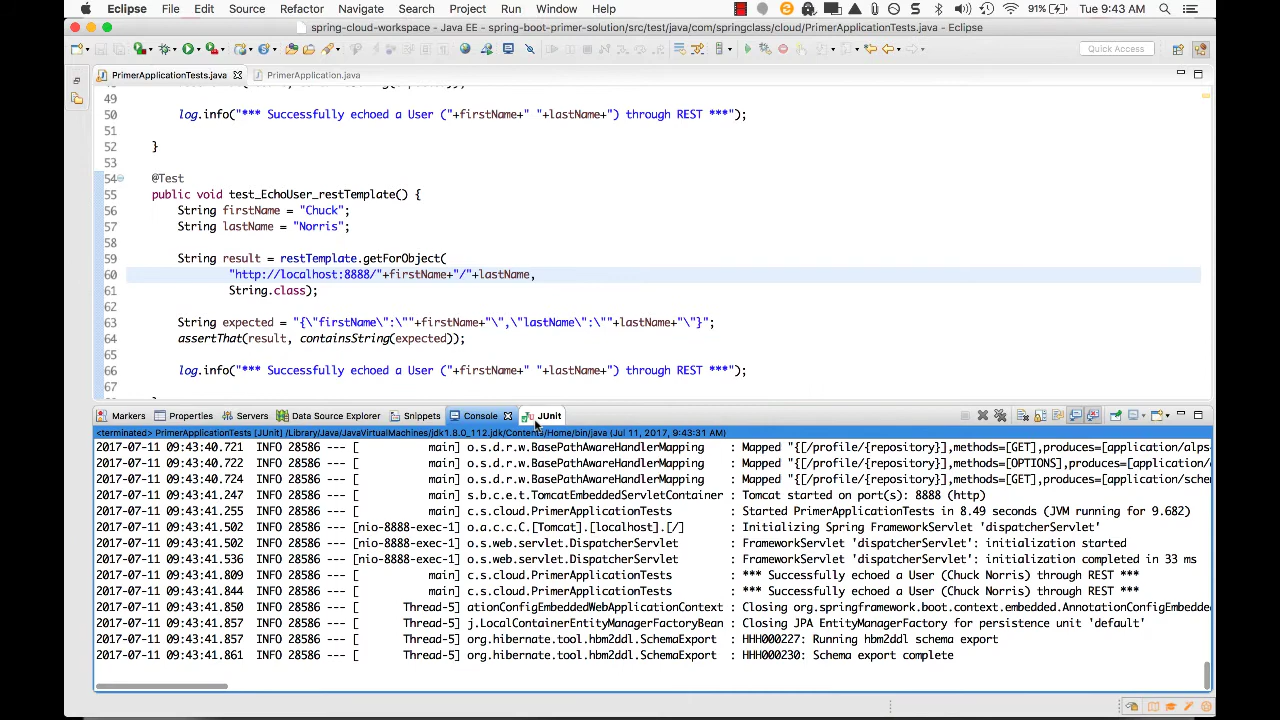 Eclipse File Edit Source Refactor Navigate Search Project Run Window Help 91% Tue 9:43 AM
spring-cloud-workspace - Java EE - spring-boot-primer-solution/src/test/java/com/springclass/cloud/PrimerApplicationTests.java - Eclipse
Quick Access
PrimerApplicationTests.java PrimerApplication.java
49
50 log.info("*** Successfully echoed a User ("+firstName+" "+lastName+") through REST ***");
51
52 }
53
54 @Test
55 public void test_EchoUser_restTemplate() {
56 String firstName = "Chuck";
57 String lastName = "Norris";
58
59 String result = restTemplate.getForObject(
60 "http://localhost:8888/"+firstName+"/"+lastName,
61 String.class);
62
63 String expected = "{\"firstName\":\""+firstName+"\",\"lastName\":\""+lastName+"\"}";
64 assertThat(result, containsString(expected));
65
66 log.info("*** Successfully echoed a User ("+firstName+" "+lastName+") through REST ***");
67
Markers Properties Servers Data Source Explorer Snippets Console JUnit
<terminated> PrimerApplicationTests [JUnit] /Library/Java/JavaVirtualMachines/jdk1.8.0_112.jdk/Contents/Home/bin/java (Jul 11, 2017, 9:43:31 AM)
2017-07-11 09:43:40.721 INFO 28586 --- [ main] o.s.d.r.w.BasePathAwareHandlerMapping : Mapped "{[/profile/{repository}],methods=[GET],produces=[application/alps
2017-07-11 09:43:40.722 INFO 28586 --- [ main] o.s.d.r.w.BasePathAwareHandlerMapping : Mapped "{[/profile/{repository}],methods=[OPTIONS],produces=[application/
2017-07-11 09:43:40.724 INFO 28586 --- [ main] o.s.d.r.w.BasePathAwareHandlerMapping : Mapped "{[/profile/{repository}],methods=[GET],produces=[application/sche
2017-07-11 09:43:41.247 INFO 28586 --- [ main] s.b.c.e.t.TomcatEmbeddedServletContainer : Tomcat started on port(s): 8888 (http)
2017-07-11 09:43:41.255 INFO 28586 --- [ main] c.s.cloud.PrimerApplicationTests : Started PrimerApplicationTests in 8.49 seconds (JVM running for 9.682)
2017-07-11 09:43:41.502 INFO 28586 --- [nio-8888-exec-1] o.a.c.c.C.[Tomcat].[localhost].[/] : Initializing Spring FrameworkServlet 'dispatcherServlet'
2017-07-11 09:43:41.502 INFO 28586 --- [nio-8888-exec-1] o.s.web.servlet.DispatcherServlet : FrameworkServlet 'dispatcherServlet': initialization started
2017-07-11 09:43:41.536 INFO 28586 --- [nio-8888-exec-1] o.s.web.servlet.DispatcherServlet : FrameworkServlet 'dispatcherServlet': initialization completed in 33 ms
2017-07-11 09:43:41.809 INFO 28586 --- [ main] c.s.cloud.PrimerApplicationTests : *** Successfully echoed a User (Chuck Norris) through REST ***
2017-07-11 09:43:41.844 INFO 28586 --- [ main] c.s.cloud.PrimerApplicationTests : *** Successfully echoed a User (Chuck Norris) through REST ***
2017-07-11 09:43:41.850 INFO 28586 --- [ Thread-5] ationConfigEmbeddedWebApplicationContext : Closing org.springframework.boot.context.embedded.AnnotationConfigEmbedde
2017-07-11 09:43:41.857 INFO 28586 --- [ Thread-5] j.LocalContainerEntityManagerFactoryBean : Closing JPA EntityManagerFactory for persistence unit 'default'
2017-07-11 09:43:41.857 INFO 28586 --- [ Thread-5] org.hibernate.tool.hbm2ddl.SchemaExport : HHH000227: Running hbm2ddl schema export
2017-07-11 09:43:41.861 INFO 28586 --- [ Thread-5] org.hibernate.tool.hbm2ddl.SchemaExport : HHH000230: Schema export complete